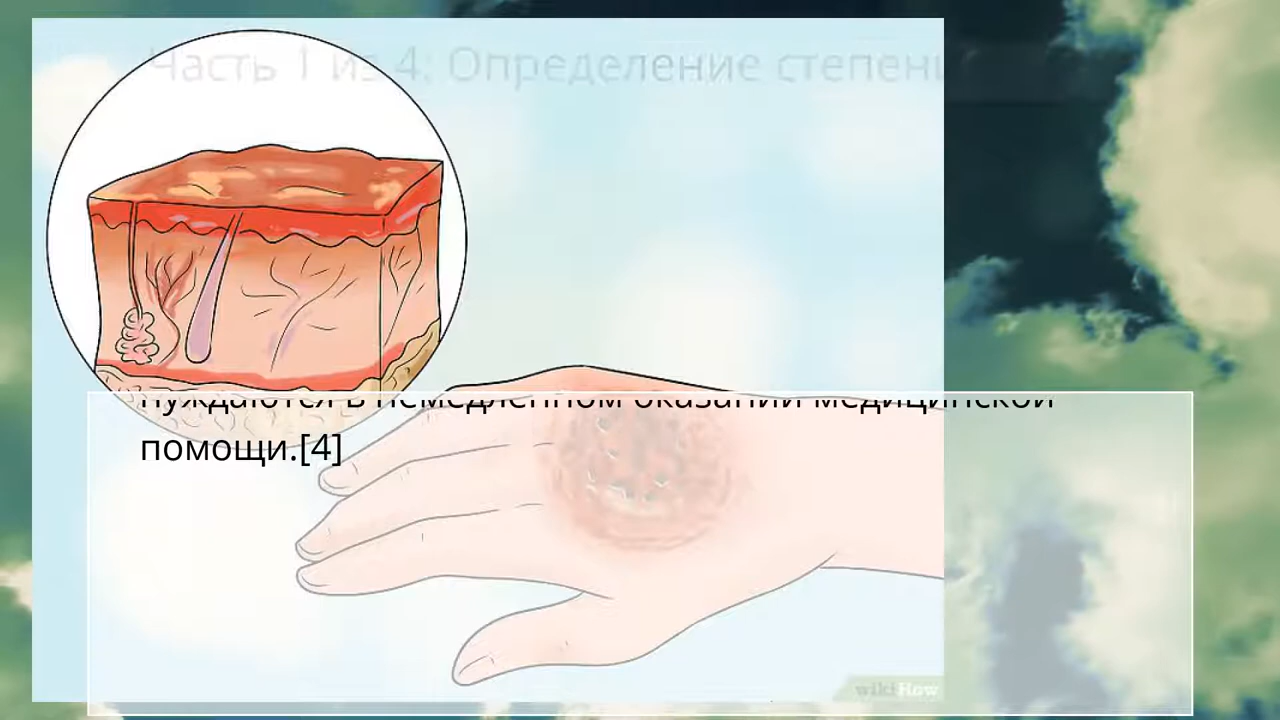 Часть 1 из 4: Определение степени
нуждаются в немедленном оказании медицинской
помощи.[4]
wikiHow